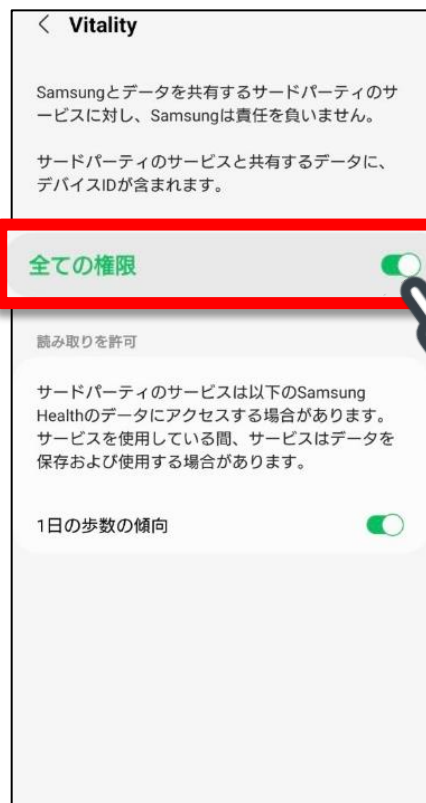 Vitality
Samsungとデータを共有するサードパーティのサ
ービスに対し、Samsungは責任を負いません。
サードパーティのサービスと共有するデータに、
デバイスIDが含まれます。
全ての権限
読み取りを許可
サードパーティのサービスは以下のSamsung
Healthのデータにアクセスする場合があります。
サービスを使用している間、サービスはデータを
保存および使用する場合があります。
1日の歩数の傾向